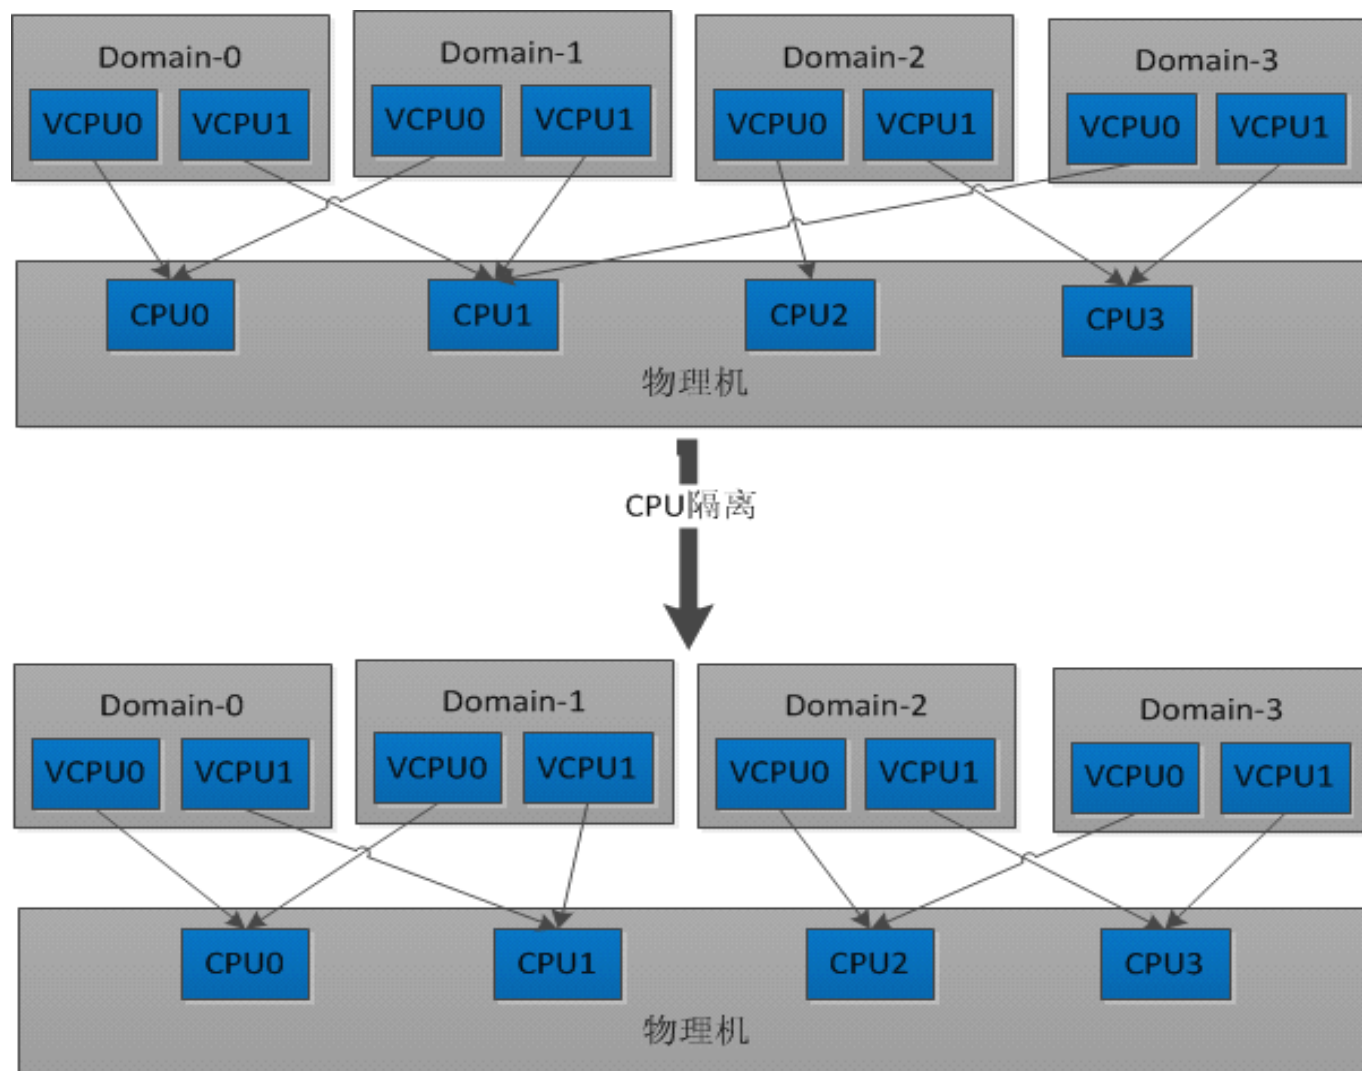 Domain-0
VCPU0 VCPU1
Domain-1
VCPU0 VCPU1
Domain-2
VCPU0 VCPU1
Domain-3
VCPU0 VCPU1
CPU0 CPU1 CPU2 CPU3
物理机
CPU隔离
Domain-0
VCPU0 VCPU1
Domain-1
VCPU0 VCPU1
Domain-2
VCPU0 VCPU1
Domain-3
VCPU0 VCPU1
CPU0 CPU1 CPU2 CPU3
物理机